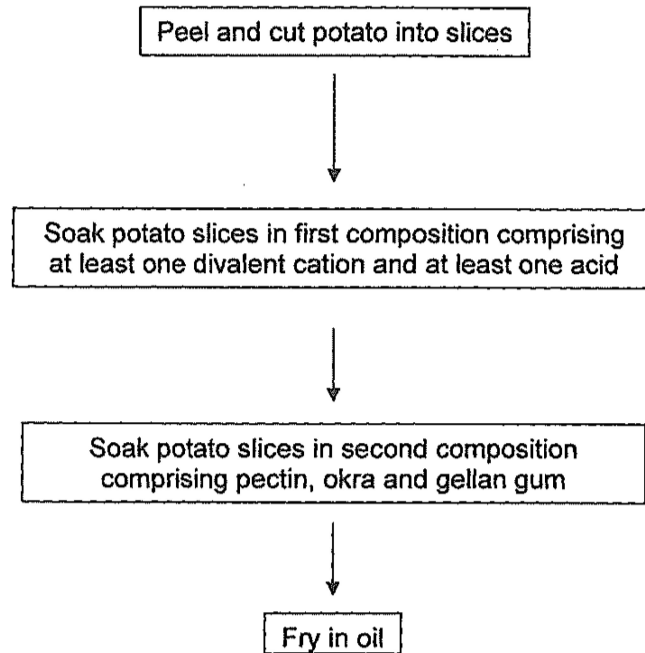 Peel and cut potato into slices
Soak potato slices in first composition comprising
at least one divalent cation and at least one acid
Soak potato slices in second composition
comprising pectin, okra and gellan gum
Fry in oil